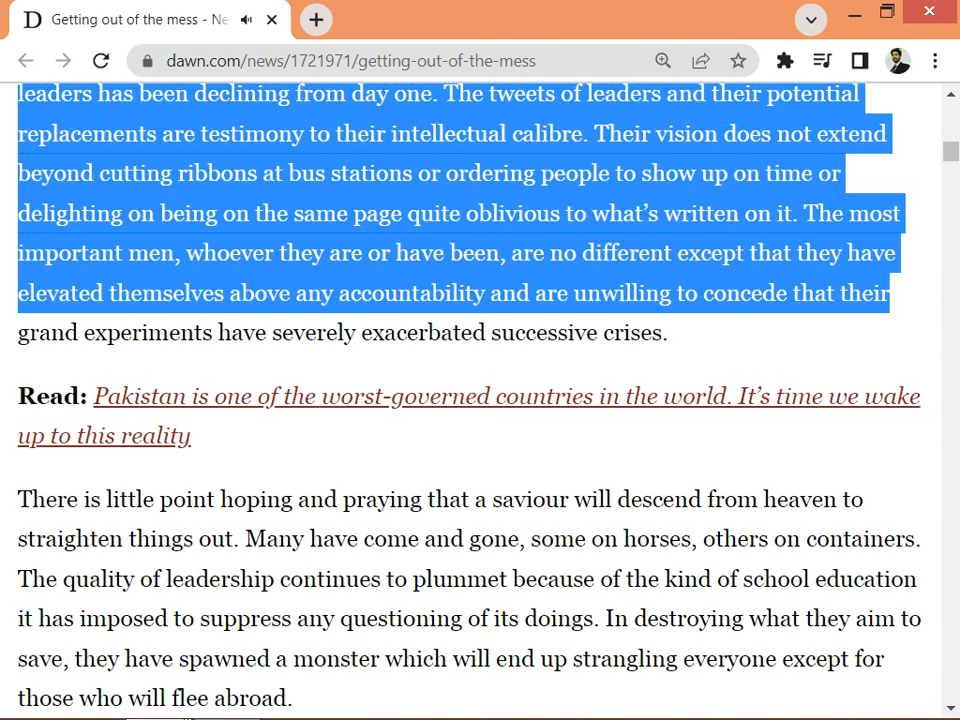 D Getting out of the mess - Ne
dawn.com/news/1721971/getting-out-of-the-mess
leaders has been declining from day one. The tweets of leaders and their potential
replacements are testimony to their intellectual calibre. Their vision does not extend
beyond cutting ribbons at bus stations or ordering people to show up on time or
delighting on being on the same page quite oblivious to what’s written on it. The most
important men, whoever they are or have been, are no different except that they have
elevated themselves above any accountability and are unwilling to concede that their
grand experiments have severely exacerbated successive crises.
Read: Pakistan is one of the worst-governed countries in the world. It’s time we wake
up to this reality
There is little point hoping and praying that a saviour will descend from heaven to
straighten things out. Many have come and gone, some on horses, others on containers.
The quality of leadership continues to plummet because of the kind of school education
it has imposed to suppress any questioning of its doings. In destroying what they aim to
save, they have spawned a monster which will end up strangling everyone except for
those who will flee abroad.